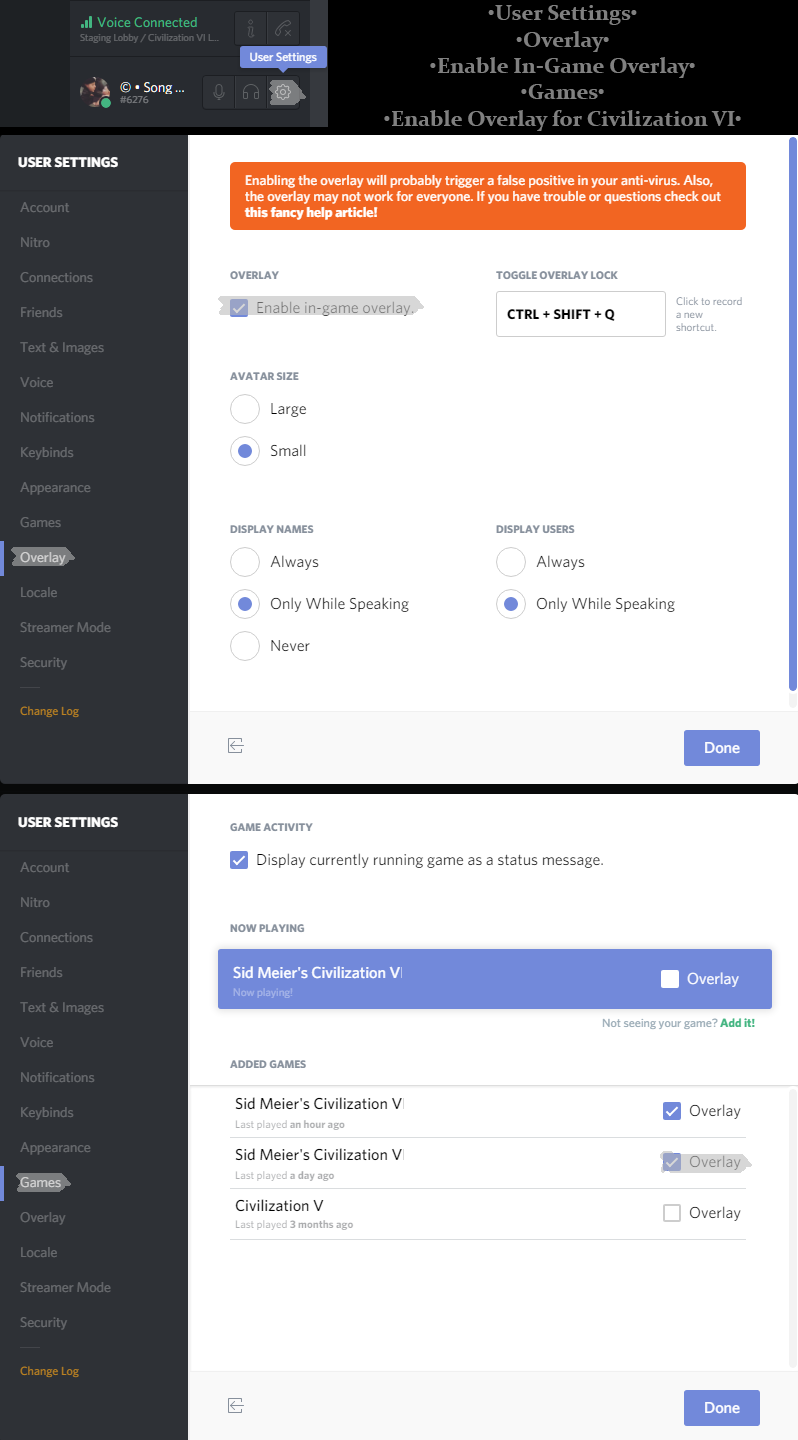 Voice Connected
Staging Lobby / Civilization VI L...
User Settings
© • Song ...
#6276
•User Settings•
•Overlay•
•Enable In-Game Overlay•
•Games•
•Enable Overlay for Civilization VI•
USER SETTINGS
Account
Nitro
Connections
Friends
Text & Images
Voice
Notifications
Keybinds
Appearance
Games
Overlay
Locale
Streamer Mode
Security
Change Log
Enabling the overlay will probably trigger a false positive in your anti-virus. Also,
the overlay may not work for everyone. If you have trouble or questions check out
this fancy help article!
OVERLAY
Enable in-game overlay.
TOGGLE OVERLAY LOCK
CTRL + SHIFT + Q
Click to record
a new
shortcut.
AVATAR SIZE
Large
Small
DISPLAY NAMES
Always
Only While Speaking
Never
DISPLAY USERS
Always
Only While Speaking
Done
USER SETTINGS
Account
Nitro
Connections
Friends
Text & Images
Voice
Notifications
Keybinds
Appearance
Games
Overlay
Locale
Streamer Mode
Security
Change Log
GAME ACTIVITY
Display currently running game as a status message.
NOW PLAYING
Sid Meier's Civilization VI
Now playing!
Overlay
Not seeing your game? Add it!
ADDED GAMES
Sid Meier's Civilization VI
Last played an hour ago
Overlay
Sid Meier's Civilization VI
Last played a day ago
Overlay
Civilization V
Last played 3 months ago
Overlay
Done